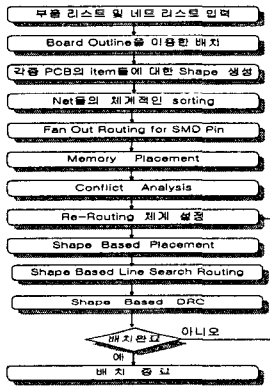 부품 리스트 및 네트 리스트 입력
Board Outline을 이용한 배치
각종 PCB의 item들에 대한 Shape 생성
Net들의 체계적인 sorting
Fan Out Routing for SMD Pin
Memory Placement
Conflict Analysis
Re-Routing 체계 설정
Shape Based Placement
Shape Based Line Search Routing
Shape Based DRC
배치완료
아니오
예
배 치 종 료